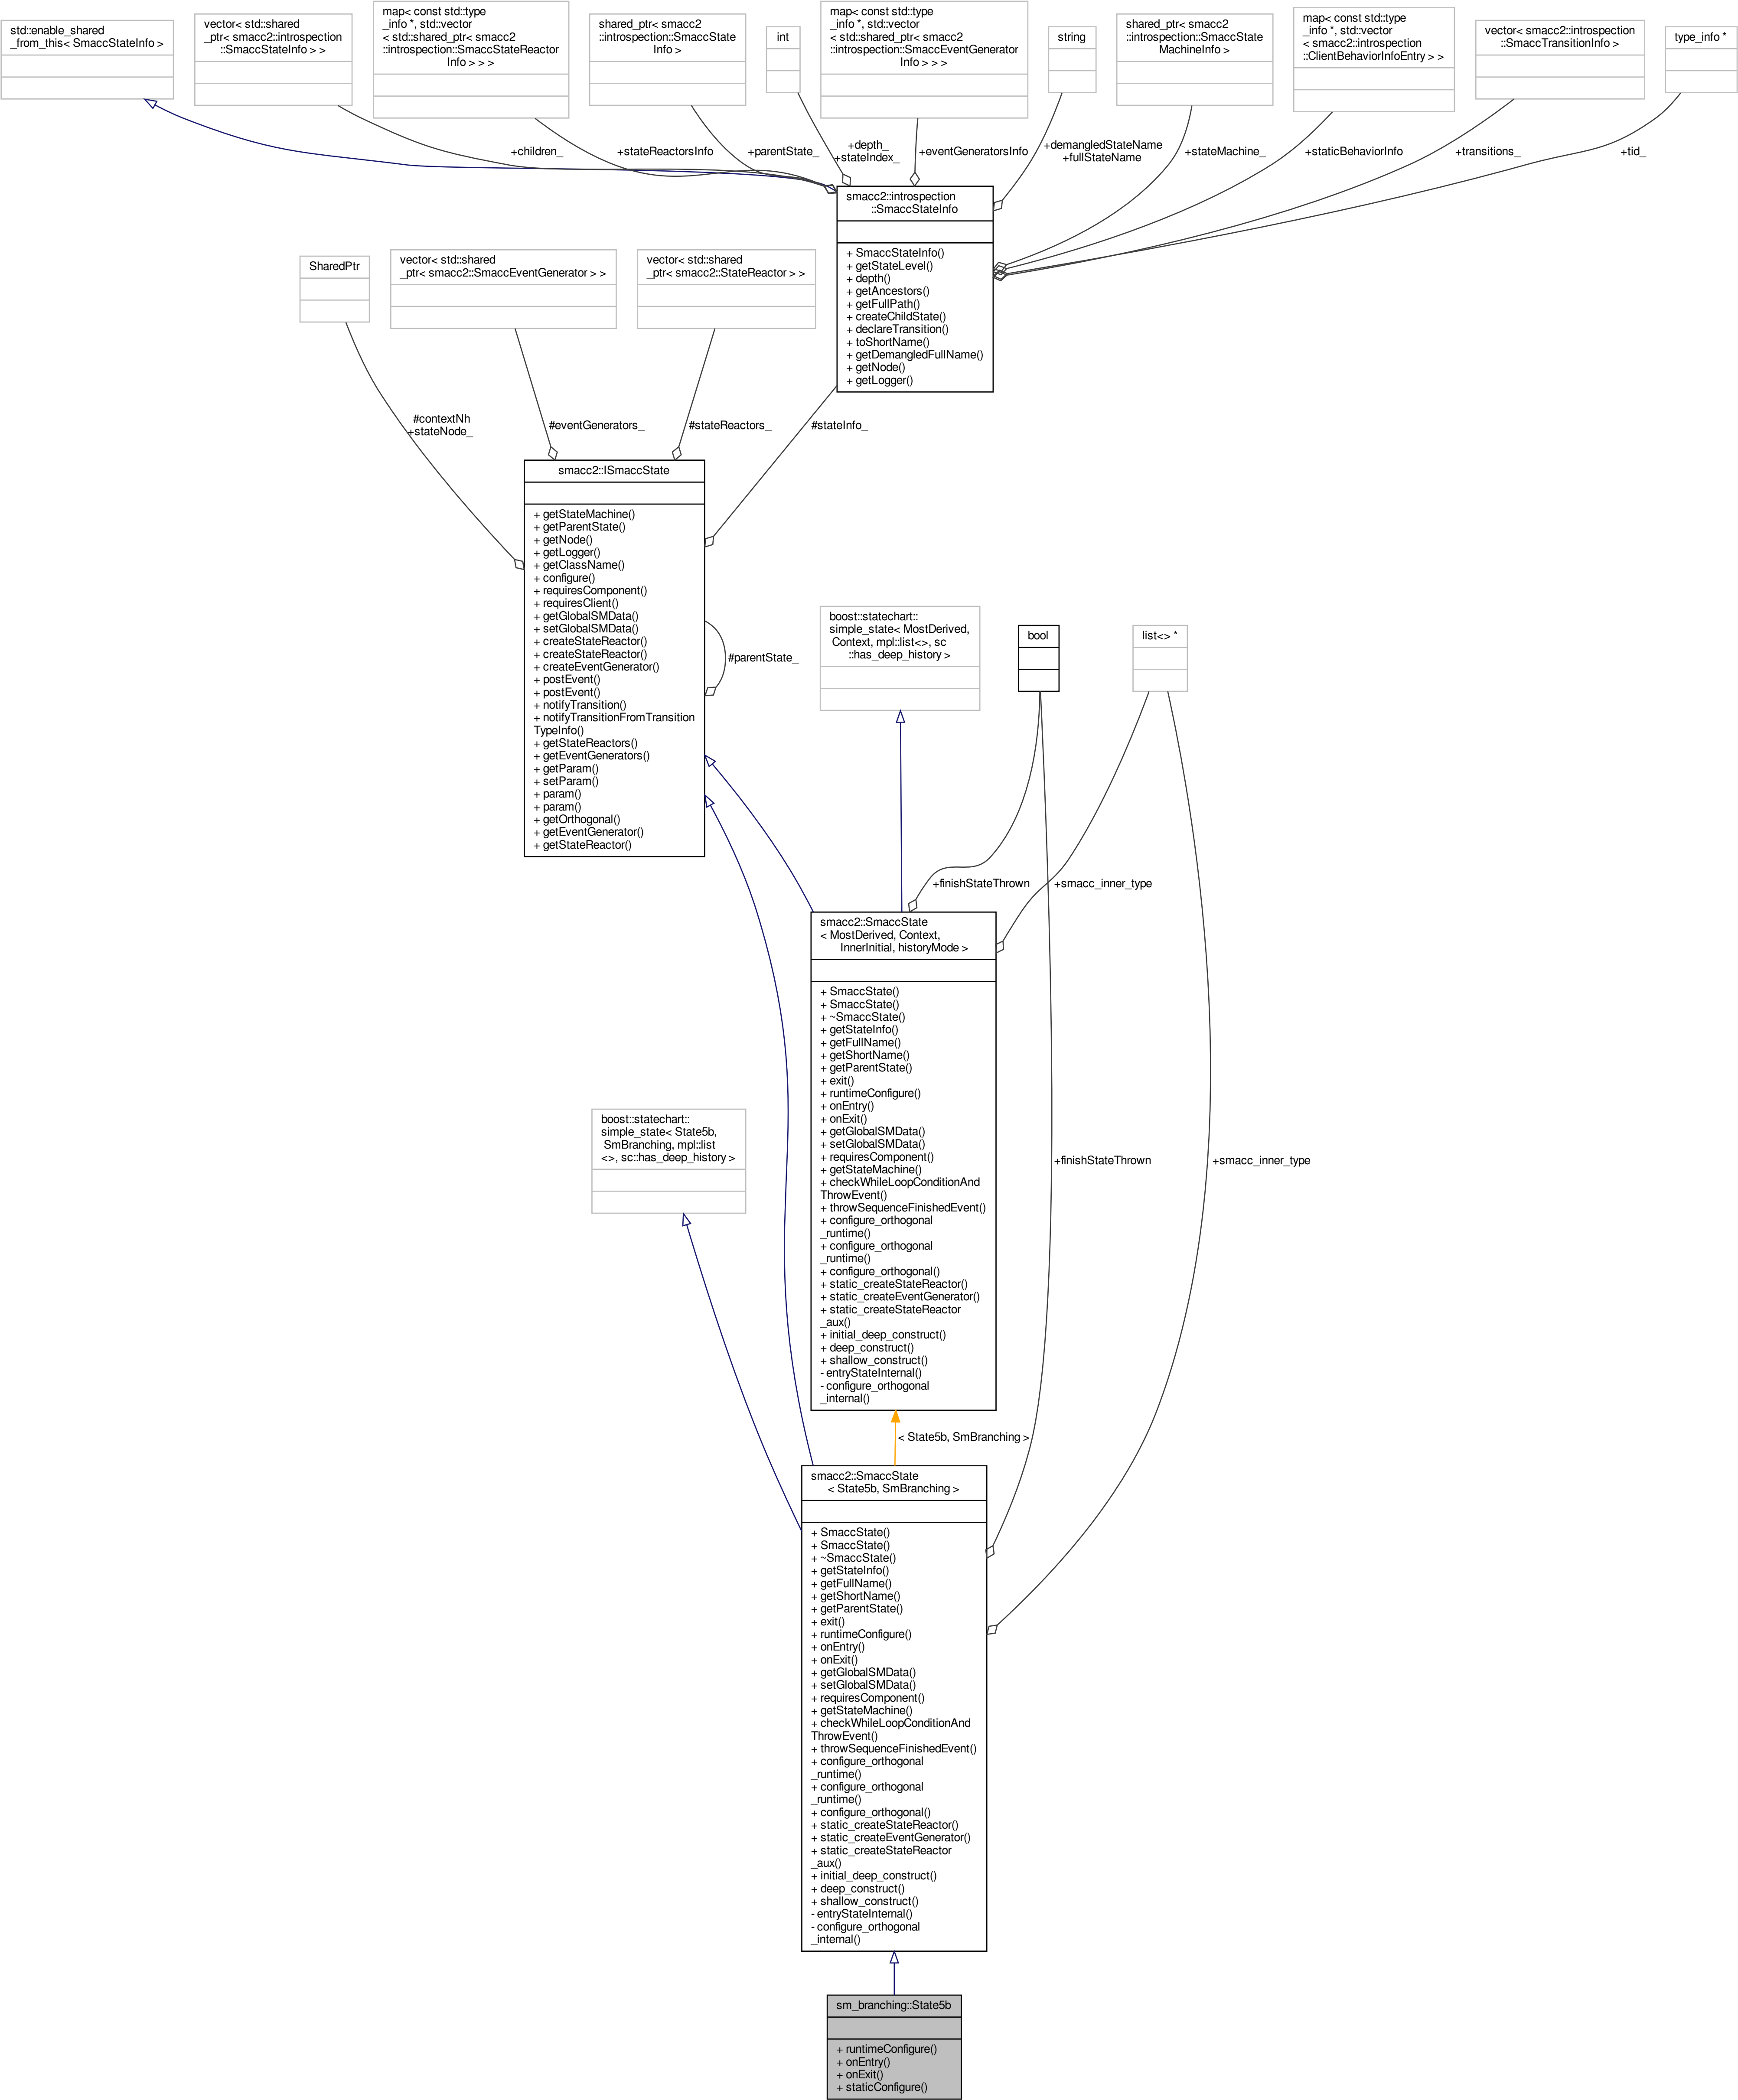 std::enable_shared
_from_this< SmaccStateInfo >
vector< std::shared
_ptr< smacc2::introspection
::SmaccStateInfo > >
map< const std::type
_info *, std::vector
< std::shared_ptr< smacc2
::introspection::SmaccStateReactor
Info > > >
shared_ptr< smacc2
::introspection::SmaccState
Info >
int
map< const std::type
_info *, std::vector
< std::shared_ptr< smacc2
::introspection::SmaccEventGenerator
Info > > >
string
shared_ptr< smacc2
::introspection::SmaccState
MachineInfo >
map< const std::type
_info *, std::vector
< smacc2::introspection
::ClientBehaviorInfoEntry > >
vector< smacc2::introspection
::SmaccTransitionInfo >
type_info *
+children_
+stateReactorsInfo
+parentState_
+depth_
+stateIndex_
+eventGeneratorsInfo
+demangledStateName
+fullStateName
+stateMachine_
+staticBehaviorInfo
+transitions_
+tid_
smacc2::introspection
::SmaccStateInfo
+ SmaccStateInfo()
+ getStateLevel()
+ depth()
+ getAncestors()
+ getFullPath()
+ createChildState()
+ declareTransition()
+ toShortName()
+ getDemangledFullName()
+ getNode()
+ getLogger()
SharedPtr
vector< std::shared
_ptr< smacc2::SmaccEventGenerator > >
vector< std::shared
_ptr< smacc2::StateReactor > >
#contextNh
+stateNode_
#eventGenerators_
#stateReactors_
#stateInfo_
smacc2::ISmaccState
+ getStateMachine()
+ getParentState()
+ getNode()
+ getLogger()
+ getClassName()
+ configure()
+ requiresComponent()
+ requiresClient()
+ getGlobalSMData()
+ setGlobalSMData()
+ createStateReactor()
+ createStateReactor()
+ createEventGenerator()
+ postEvent()
+ postEvent()
+ notifyTransition()
+ notifyTransitionFromTransition
TypeInfo()
+ getStateReactors()
+ getEventGenerators()
+ getParam()
+ setParam()
+ param()
+ param()
+ getOrthogonal()
+ getEventGenerator()
+ getStateReactor()
#parentState_
boost::statechart::
simple_state< MostDerived,
Context, mpl::list<>, sc
::has_deep_history >
bool
list<> *
+finishStateThrown
+smacc_inner_type
smacc2::SmaccState
< MostDerived, Context,
InnerInitial, historyMode >
+ SmaccState()
+ SmaccState()
+ ~SmaccState()
+ getStateInfo()
+ getFullName()
+ getShortName()
+ getParentState()
+ exit()
+ runtimeConfigure()
+ onEntry()
+ onExit()
+ getGlobalSMData()
+ setGlobalSMData()
+ requiresComponent()
+ getStateMachine()
+ checkWhileLoopConditionAnd
ThrowEvent()
+ throwSequenceFinishedEvent()
+ configure_orthogonal
_runtime()
+ configure_orthogonal
_runtime()
+ configure_orthogonal()
+ static_createStateReactor()
+ static_createEventGenerator()
+ static_createStateReactor
_aux()
+ initial_deep_construct()
+ deep_construct()
+ shallow_construct()
- entryStateInternal()
- configure_orthogonal
_internal()
boost::statechart::
simple_state< State5b,
SmBranching, mpl::list
<>, sc::has_deep_history >
+finishStateThrown
+smacc_inner_type
< State5b, SmBranching >
smacc2::SmaccState
< State5b, SmBranching >
+ SmaccState()
+ SmaccState()
+ ~SmaccState()
+ getStateInfo()
+ getFullName()
+ getShortName()
+ getParentState()
+ exit()
+ runtimeConfigure()
+ onEntry()
+ onExit()
+ getGlobalSMData()
+ setGlobalSMData()
+ requiresComponent()
+ getStateMachine()
+ checkWhileLoopConditionAnd
ThrowEvent()
+ throwSequenceFinishedEvent()
+ configure_orthogonal
_runtime()
+ configure_orthogonal
_runtime()
+ configure_orthogonal()
+ static_createStateReactor()
+ static_createEventGenerator()
+ static_createStateReactor
_aux()
+ initial_deep_construct()
+ deep_construct()
+ shallow_construct()
- entryStateInternal()
- configure_orthogonal
_internal()
sm_branching::State5b
+ runtimeConfigure()
+ onEntry()
+ onExit()
+ staticConfigure()